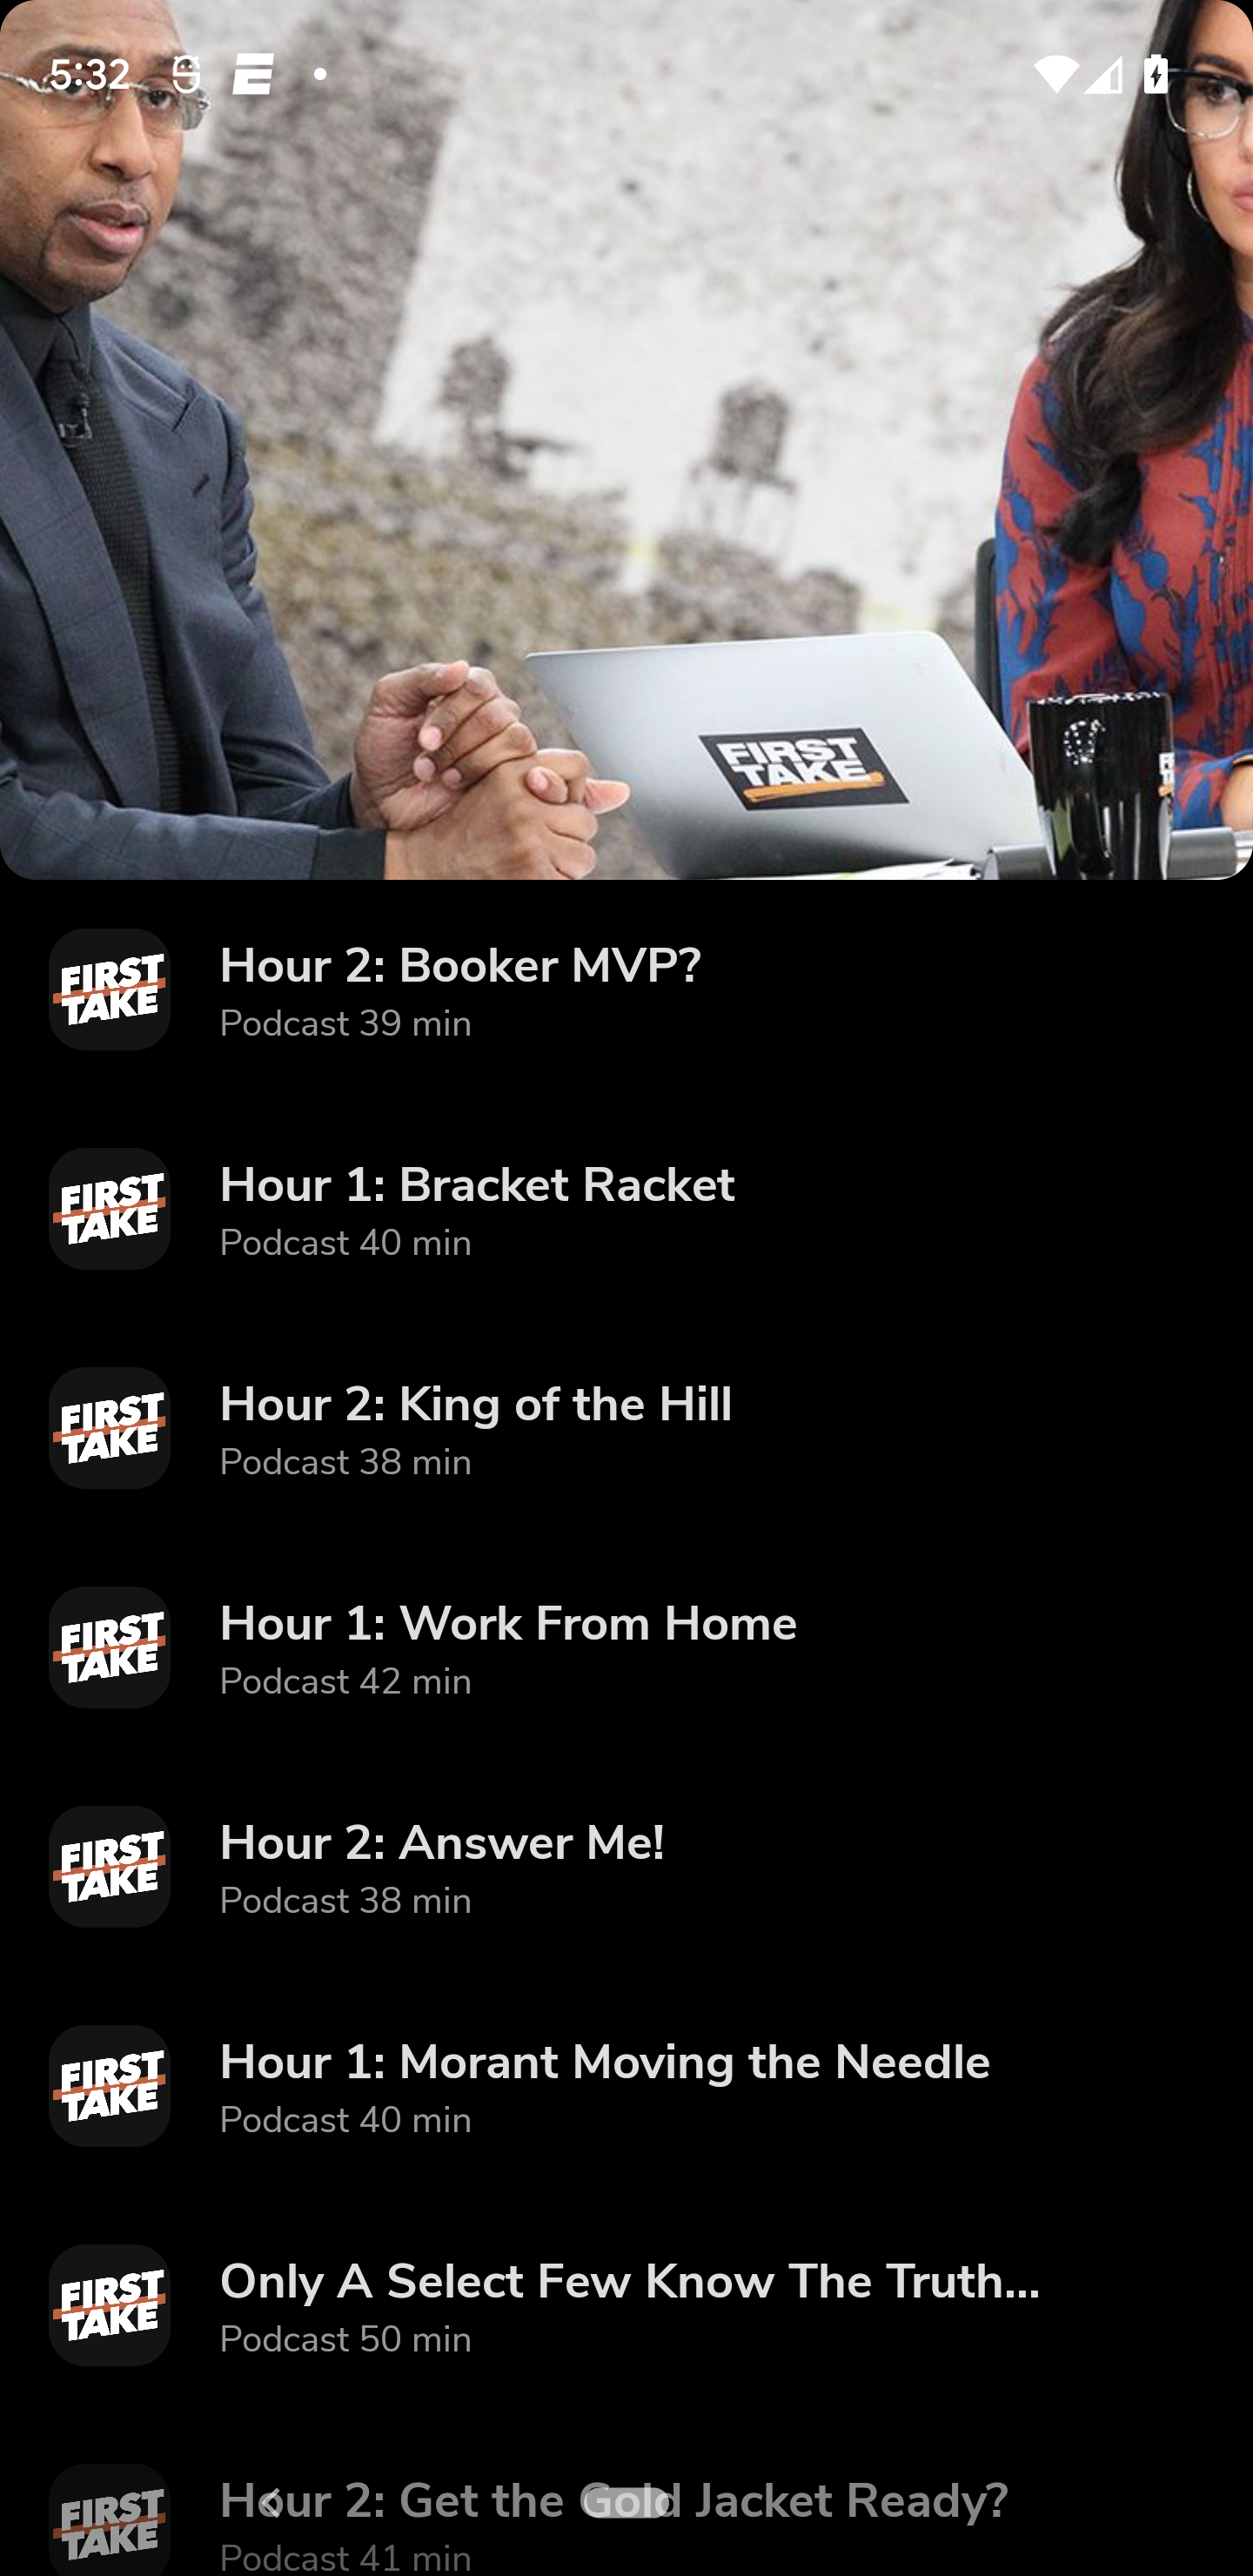 5:32
FIRST
TAKE
FIRST
TAKE
Hour 2: Booker MVP?
Podcast 39 min
FIRST
TAKE
Hour 1: Bracket Racket
Podcast 40 min
FIRST
TAKE
Hour 2: King of the Hill
Podcast 38 min
FIRST
TAKE
Hour 1: Work From Home
Podcast 42 min
FIRST
TAKE
Hour 2: Answer Me!
Podcast 38 min
FIRST
TAKE
Hour 1: Morant Moving the Needle
Podcast 40 min
FIRST
TAKE
Only A Select Few Know The Truth...
Podcast 50 min
FIRST
TAKE
Hour 2: Get the Gold Jacket Ready?
Podcast 41 min